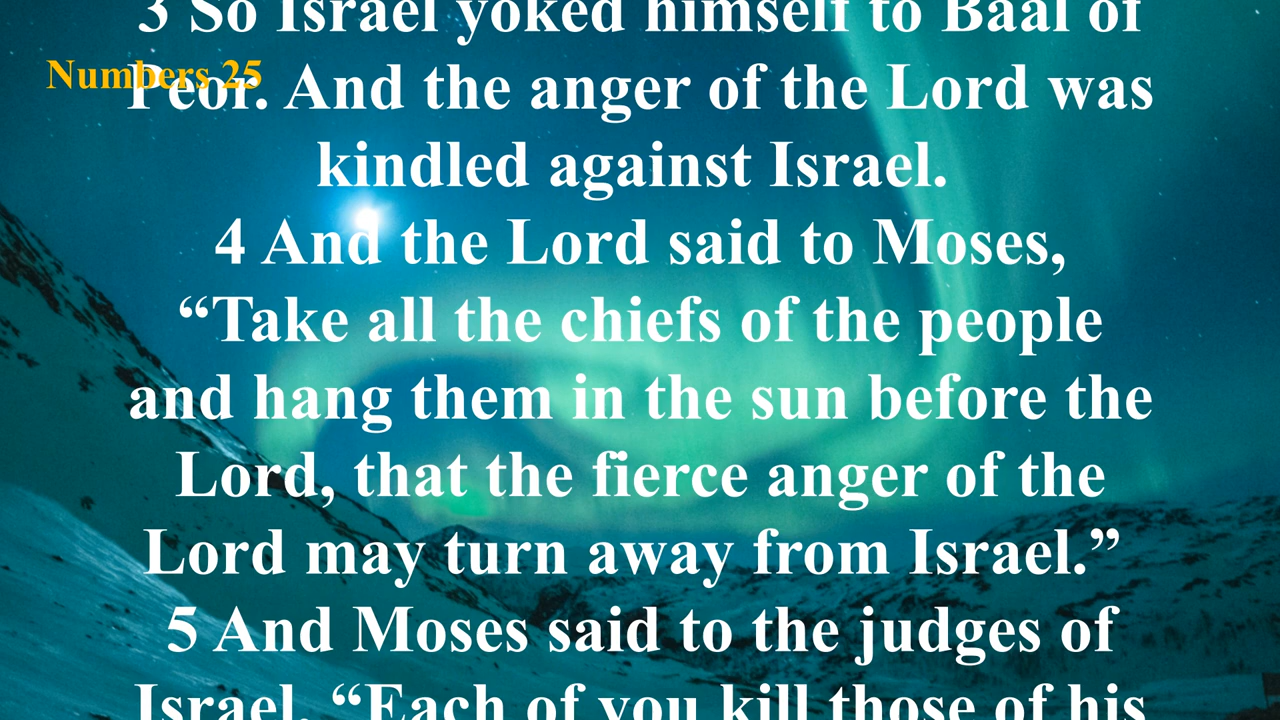 3 So Israel yoked himself to Baal of
Numbers 25
Peor. And the anger of the Lord was
kindled against Israel.
4 And the Lord said to Moses,
“Take all the chiefs of the people
and hang them in the sun before the
Lord, that the fierce anger of the
Lord may turn away from Israel.”
5 And Moses said to the judges of
Israel, “Each of you kill those of his